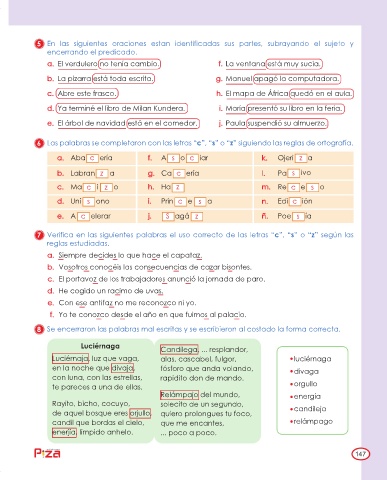 5 En las siguientes oraciones estan identificadas sus partes, subrayando el sujeto y
encerrando el predicado.
a. El verdulero no tenía cambio.
f. La ventana está muy sucia.
b. La pizarra está toda escrita.
g. Manuel apagó la computadora.
c. Abre este frasco.
h. El mapa de África quedó en el aula.
d. Ya terminé el libro de Milan Kundera.
i. María presentó su libro en la feria.
e. El árbol de navidad está en el comedor.
j. Paula suspendió su almuerzo.
6 Las palabras se completaron con las letras "c", "s" o "z" siguiendo las reglas de ortografía.
a. Aba c ería
f. A s o c iar
k. Ojeri z a
b. Labran z a
g. Ca c ería
l. Pa s ivo
c. Ma c i z o
h. Ha z
m. Re c e s o
d. Uni s ono
i. Prin c e s a
n. Edi c ión
e. A c elerar
j. S agá z
ñ. Poe s ía
7 Verifica en las siguientes palabras el uso correcto de las letras "c", "s" o "z" según las
reglas estudiadas.
a. Siempre decides lo que hace el capataz.
b. Vosotros conocéis las consecuencias de cazar bisontes.
c. El portavoz de los trabajadores anunció la jornada de paro.
d. He cogido un racimo de uvas.
e. Con ese antifaz no me reconozco ni yo.
f. Yo te conozco desde el año en que fuimos al palacio.
8 Se encerraron las palabras mal escritas y se escribieron al costado la forma correcta.
Luciérnaga
Luciérnaja, luz que vaga,
en la noche que divaja,
con luna, con las estrellas,
te pareces a una de ellas.
Rayito, bicho, cocuyo,
de aquel bosque eres orjullo,
candil que bordas el cielo,
enerjía, límpido anhelo.
Candilega, ... resplandor,
alas, cascabel, fulgor,
fósforo que anda volando,
rapidito don de mando.
Relámpajo del mundo,
solecito de un segundo,
quiero prolongues tu foco,
que me encantes,
... poco a poco.
• luciérnaga
• divaga
• orgullo
• energía
• candileja
• relámpago
Pizza
147